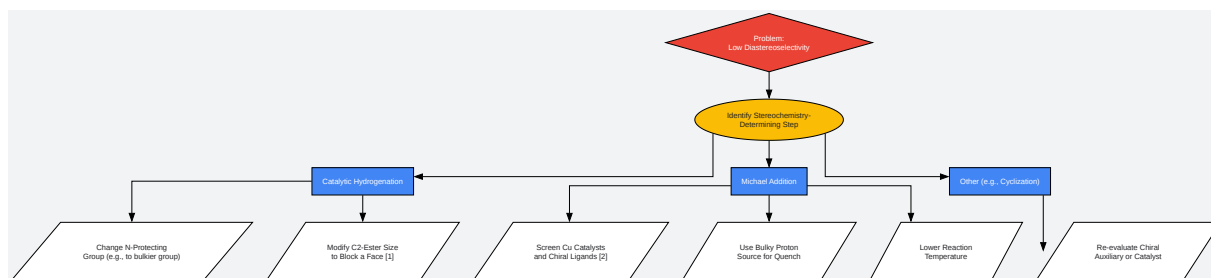 Problem:
Low Diastereoselectivity
Identify Stereochemistry-
Determining Step
Catalytic Hydrogenation
Michael Addition
Other (e.g., Cyclization)
Change N-Protecting
Group (e.g., to bulkier group)
Modify C2-Ester Size
to Block a Face [1]
Screen Cu Catalysts
and Chiral Ligands [2]
Use Bulky Proton
Source for Quench
Lower Reaction
Temperature
Re-evaluate Chiral
Auxiliary or Catalyst